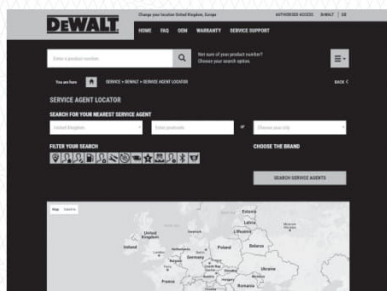 Change your location United Kingdom, Europe
AUTHORISED ACCESS DEWALT GB
DEWALT
HOME FAQ OEM WARRANTY SERVICE SUPPORT
Enter a product number
Not sure of your product number?
Choose your search option.
You are here SERVICE > DEWALT > SERVICE AGENT LOCATOR
BACK <
SERVICE AGENT LOCATOR
SEARCH FOR YOUR NEAREST SERVICE AGENT
United Kingdom
Enter postcode
or
Choose your city
FILTER YOUR SEARCH
CHOOSE THE BRAND
SEARCH SERVICE AGENTS
Map Satellite
Estonia
Latvia
Lithuania
United Kingdom
Ireland
Poland
Belarus
Germany
Ukraine
France
Romania